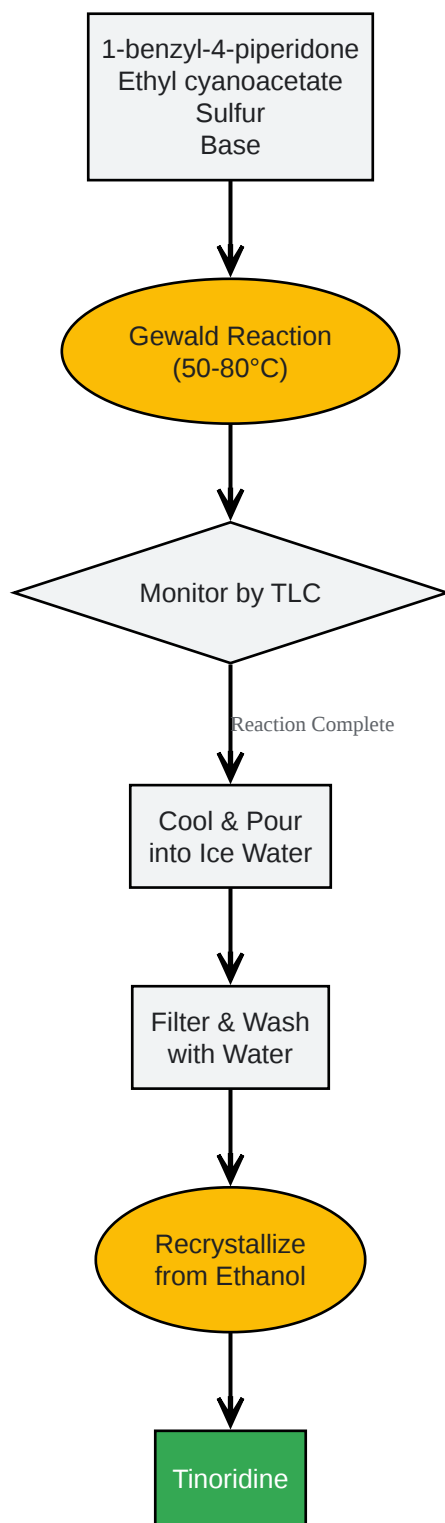 1-benzyl-4-piperidone
Ethyl cyanoacetate
Sulfur
Base
Gewald Reaction
(50-80°C)
Monitor by TLC
Reaction Complete
Cool & Pour
into Ice Water
Filter & Wash
with Water
Recrystallize
from Ethanol
Tinoridine